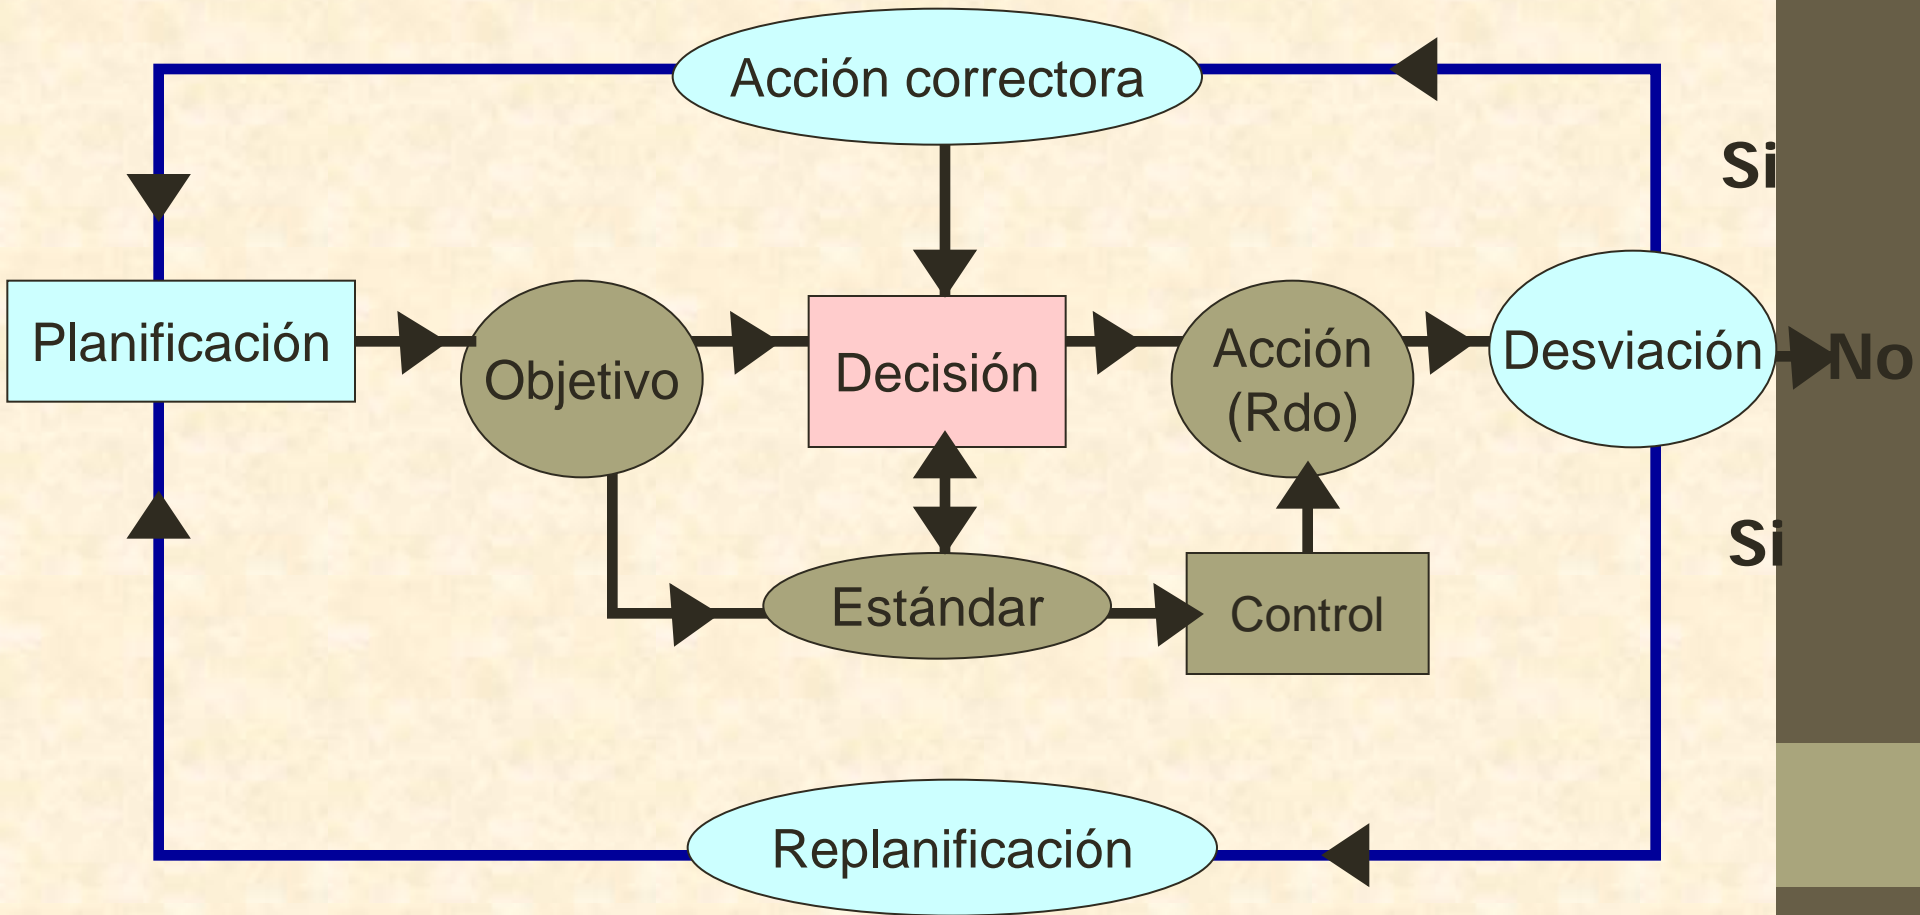 Acción correctora
Si
Planificación
Objetivo
Decisión
Acción
(Rdo)
Desviación
No
Si
Estándar
Control
Replanificación